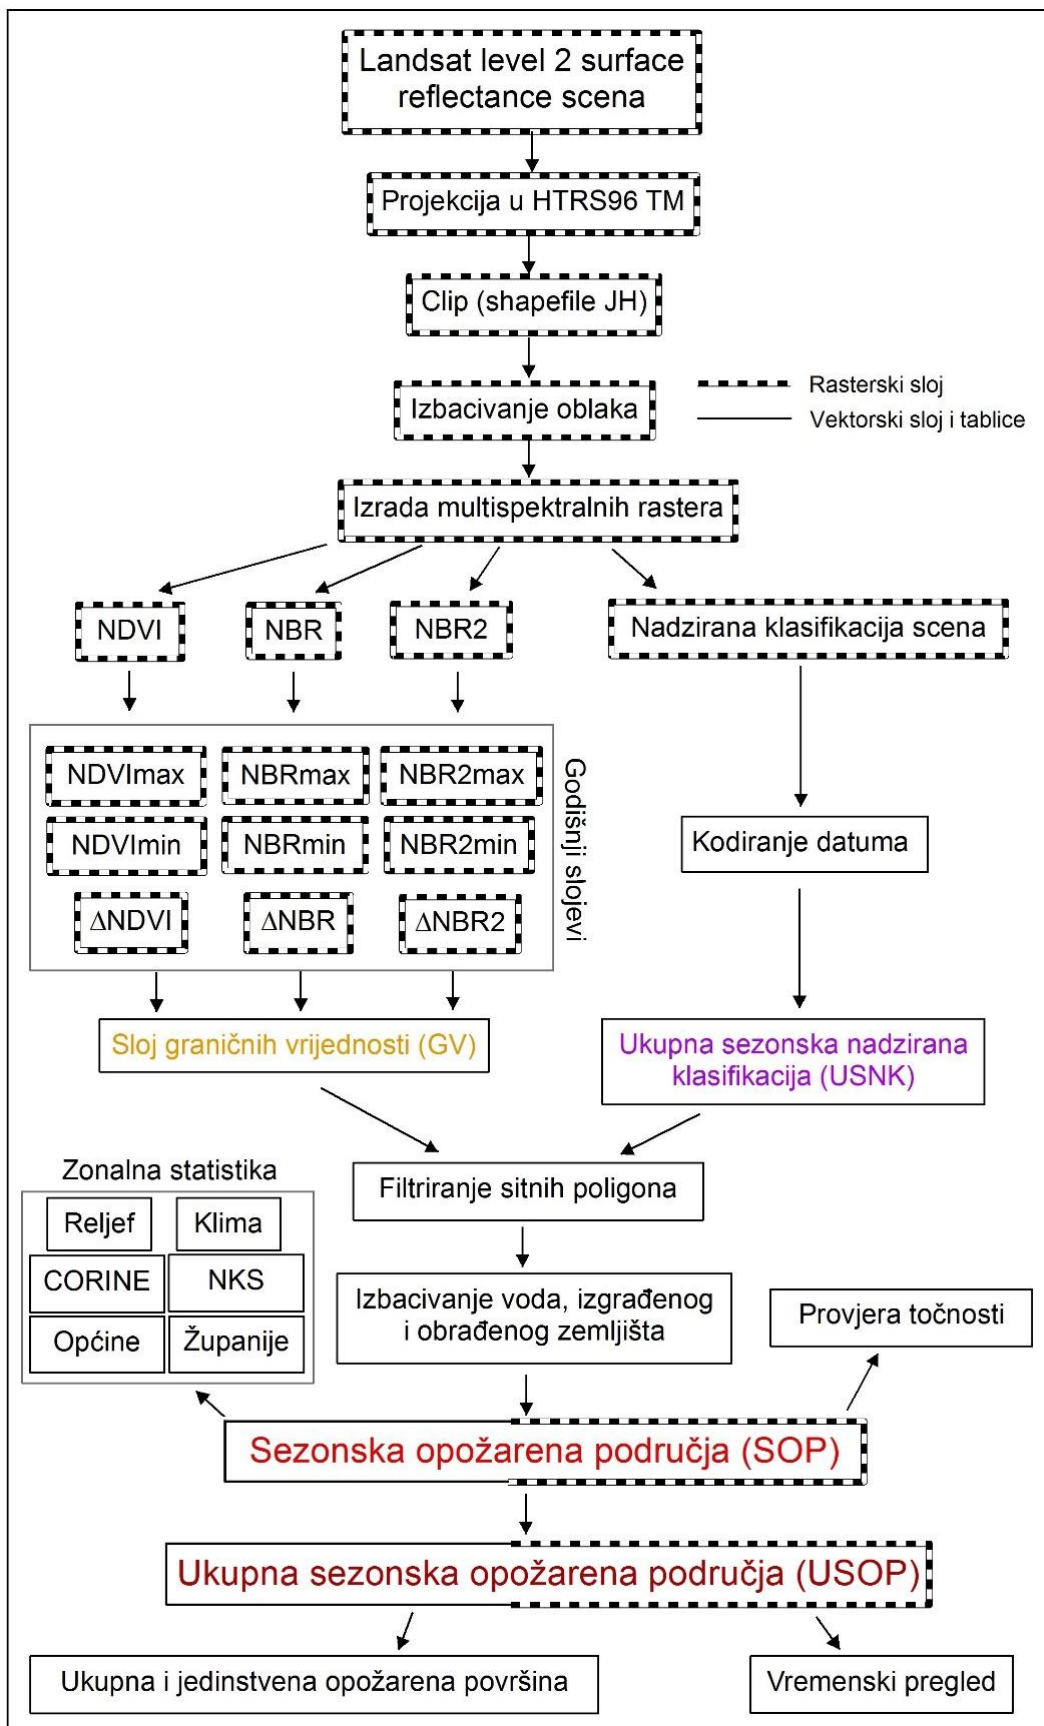 Landsat level 2 surface
reflectance scena
Projekcija u HTRS96 TM
Clip (shapefile JH)
Izbacivanje oblaka
Rasterski sloj
Vektorski sloj i tablice
Izrada multispektralnih rastera
NDVI
NBR
NBR2
Nadzirana klasifikacija scena
NDVImax
NBRmax
NBR2max
NDVImin
NBRmin
NBR2min
ΔNDVI
ΔNBR
ΔNBR2
Godišnji slojevi
Kodiranje datuma
Sloj graničnih vrijednosti (GV)
Ukupna sezonska nadzirana
klasifikacija (USNK)
Filtriranje sitnih poligona
Zonalna statistika
Reljef
Klima
CORINE
NKS
Općine
Županije
Izbacivanje voda, izgrađenog
i obrađenog zemljišta
Provjera točnosti
Sezonska opožarena područja (SOP)
Ukupna sezonska opožarena područja (USOP)
Ukupna i jedinstvena opožarena površina
Vremenski pregled